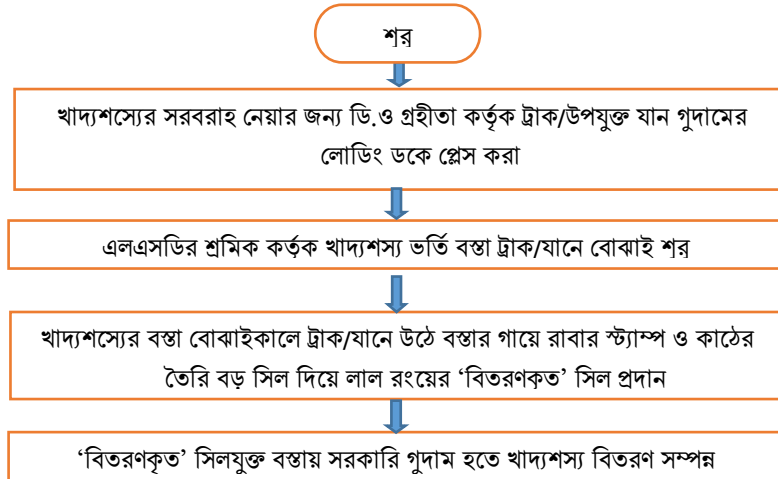 শুরু
খাদ্যশস্যের সরবরাহ নেয়ার জন্য ডি.ও গ্রহীতা কর্তৃক ট্রাক/উপযুক্ত যান গুদামের
লোডিং ডকে প্লেস করা
এলএসডির শ্রমিক কর্তৃক খাদ্যশস্য ভর্তি বস্তা ট্রাক/যানে বোঝাই শুরু
খাদ্যশস্যের বস্তা বোঝাইকালে ট্রাক/যানে উঠে বস্তার গায়ে রাবার স্ট্যাম্প ও কাঠের
তৈরি বড় সিল দিয়ে লাল রংয়ের ‘বিতরণকৃত’ সিল প্রদান
‘বিতরণকৃত’ সিলযুক্ত বস্তায় সরকারি গুদাম হতে খাদ্যশস্য বিতরণ সম্পন্ন